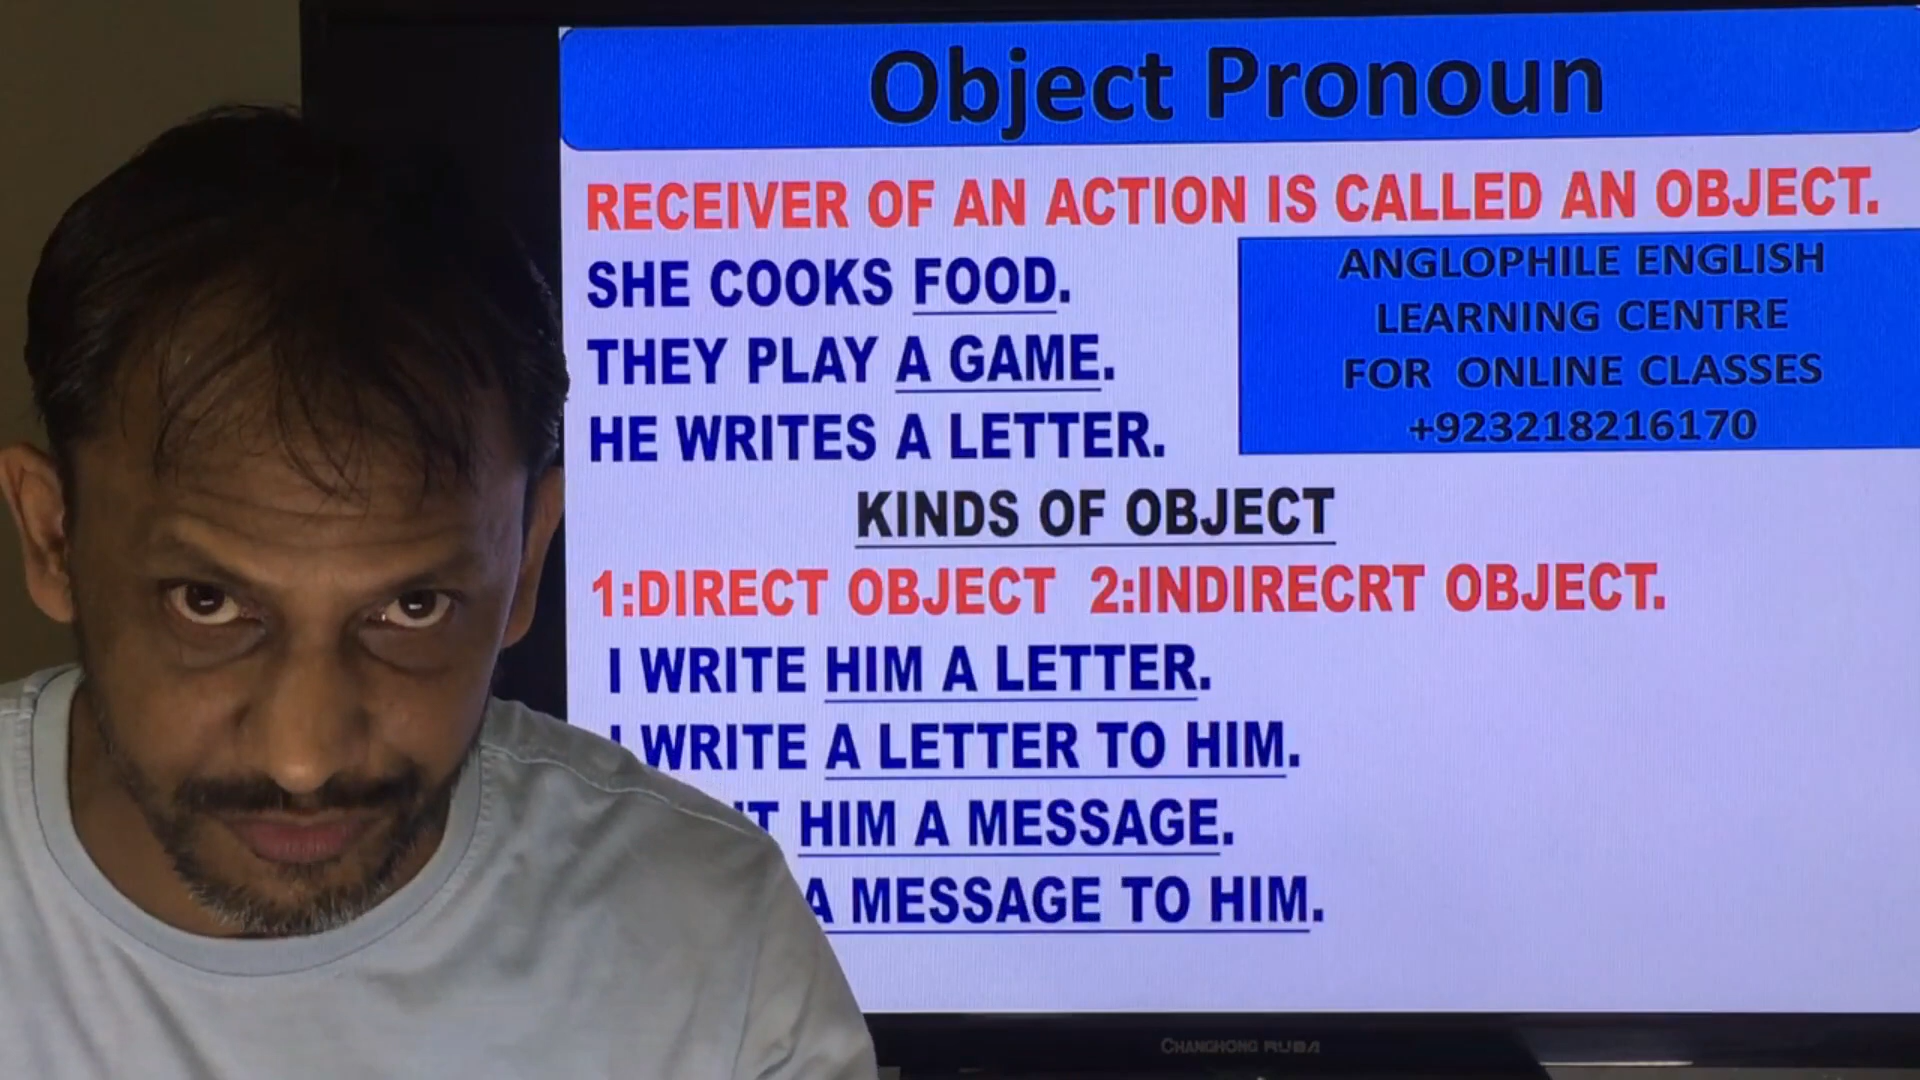 Object Pronoun
RECEIVER OF AN ACTION IS CALLED AN OBJECT.
SHE COOKS FOOD.
THEY PLAY A GAME.
HE WRITES A LETTER.
ANGLOPHILE ENGLISH
LEARNING CENTRE
FOR ONLINE CLASSES
+923218216170
KINDS OF OBJECT
1:DIRECT OBJECT 2:INDIRECRT OBJECT.
I WRITE HIM A LETTER.
I WRITE A LETTER TO HIM.
HIM A MESSAGE.
A MESSAGE TO HIM.
CHANGHONG RUBA